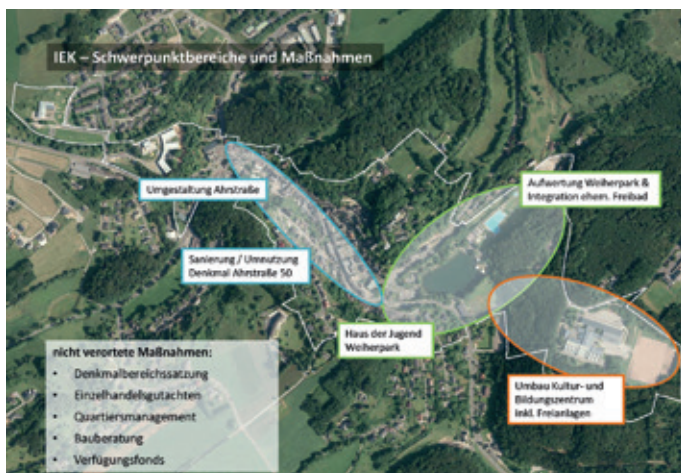 IEK – Schwerpunktbereiche und Maßnahmen
Umgestaltung Ahrstraße
Aufwertung Weiherpark &
Integration ehem. Freibad
Sanierung / Umnutzung
Denkmal Ahrstraße 50
Haus der Jugend
Weiherpark
Umbau Kultur- und
Bildungszentrum
inkl. Freianlagen
nicht verortete Maßnahmen:
• Denkmalbereichssatzung
• Einzelhandelsgutachten
• Quartiersmanagement
• Bauberatung
• Verfügungsfonds